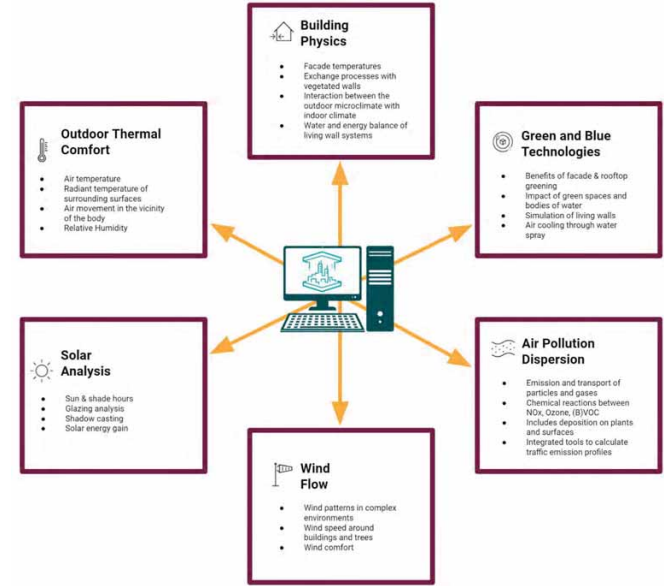 Building
Physics
Facade temperatures
Exchange processes with
vegetated walls
Interaction between the
outdoor microclimate with
indoor climate
Water and energy balance of
living wall systems
Outdoor Thermal
Comfort
Air temperature
Radiant temperature of
surrounding surfaces
Air movement in the vicinity
of the body
Relative Humidity
Green and Blue
Technologies
Benefits of facade & rooftop
greening
Impact of green spaces and
bodies of water
Simulation of living walls
Air cooling through water
spray
Solar
Analysis
Sun & shade hours
Glazing analysis
Shadow casting
Solar energy gain
Air Pollution
Dispersion
Emission and transport of
particles and gases
Chemical reactions between
NOx, Ozone, (B)VOC
Includes deposition on plants
and surfaces
Integrated tools to calculate
traffic emission profiles
Wind
Flow
Wind patterns in complex
environments
Wind speed around
buildings and trees
Wind comfort